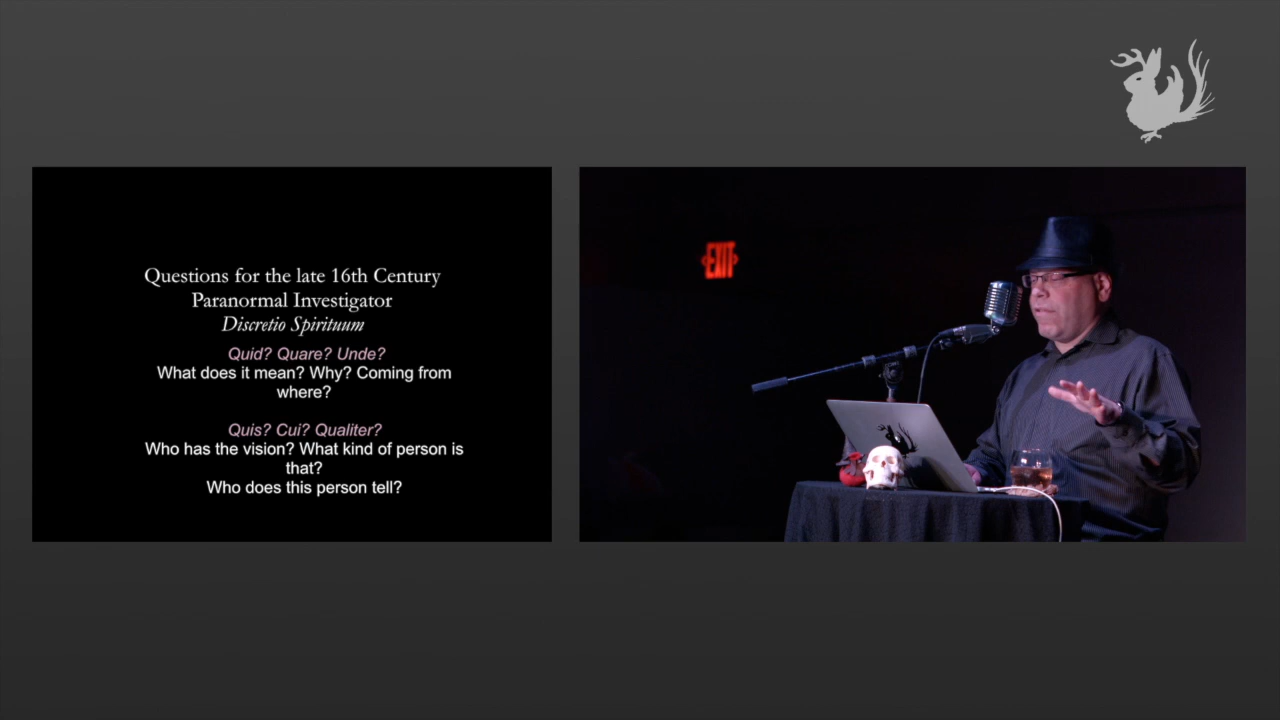 Questions for the late 16th Century
Paranormal Investigator
Discretio Spirituum
Quid? Quare? Unde?
What does it mean? Why? Coming from
where?
Quis? Cui? Qualiter?
Who has the vision? What kind of person is
that?
Who does this person tell?
EXIT